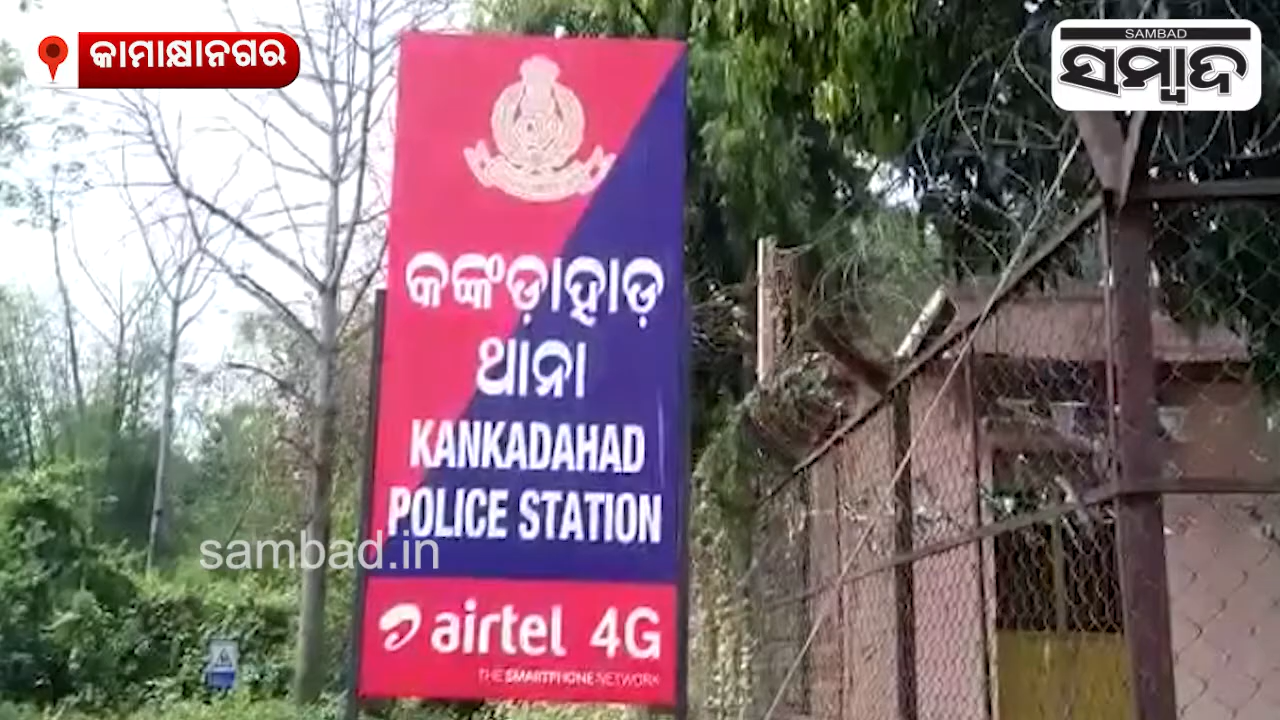 କାମାକ୍ଷାନଗର
SAMBAD
ସମ୍ବାଦ
କଙ୍କଡ଼ାହାଡ଼
ଥାନା
KANKADAHAD
POLICE STATION
sambad.in
airtel 4G
THE SMARTPHONE NETWORK